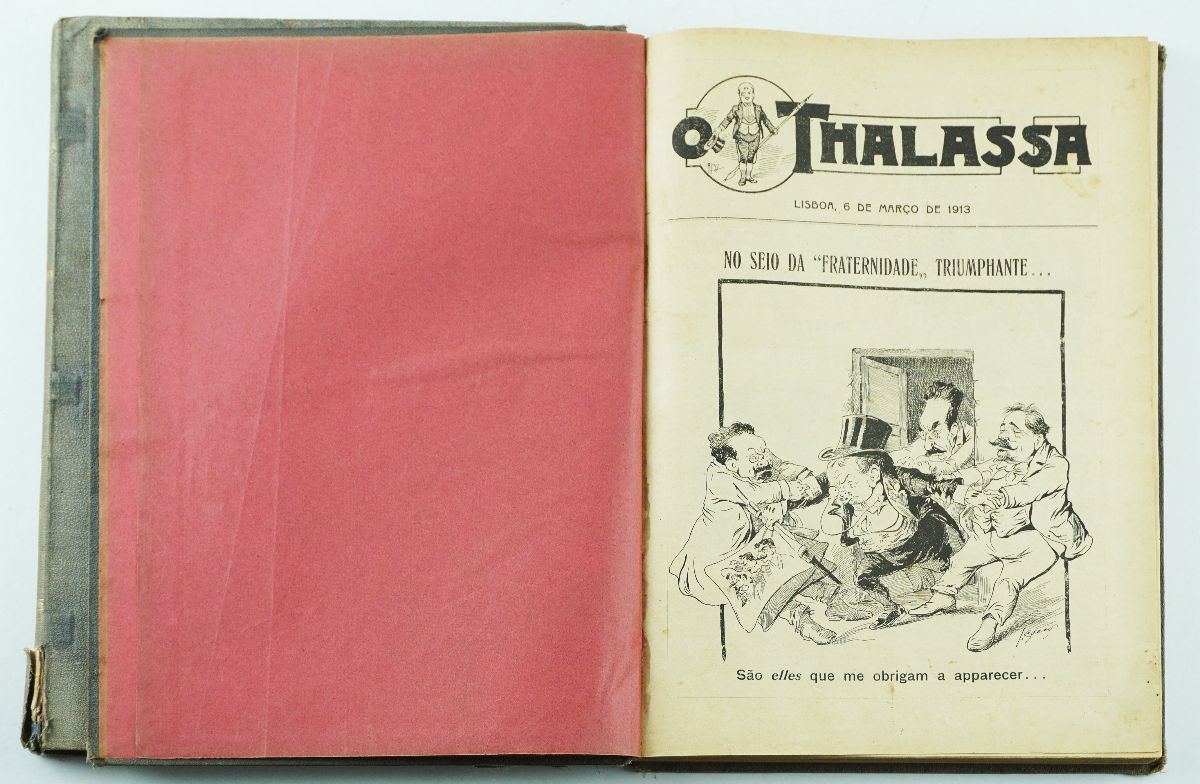 O THALASSA
LISBOA, 6 DE MARÇO DE 1913
NO SEIO DA “FRATERNIDADE„ TRIUMPHANTE...
São elles que me obrigam a apparecer...